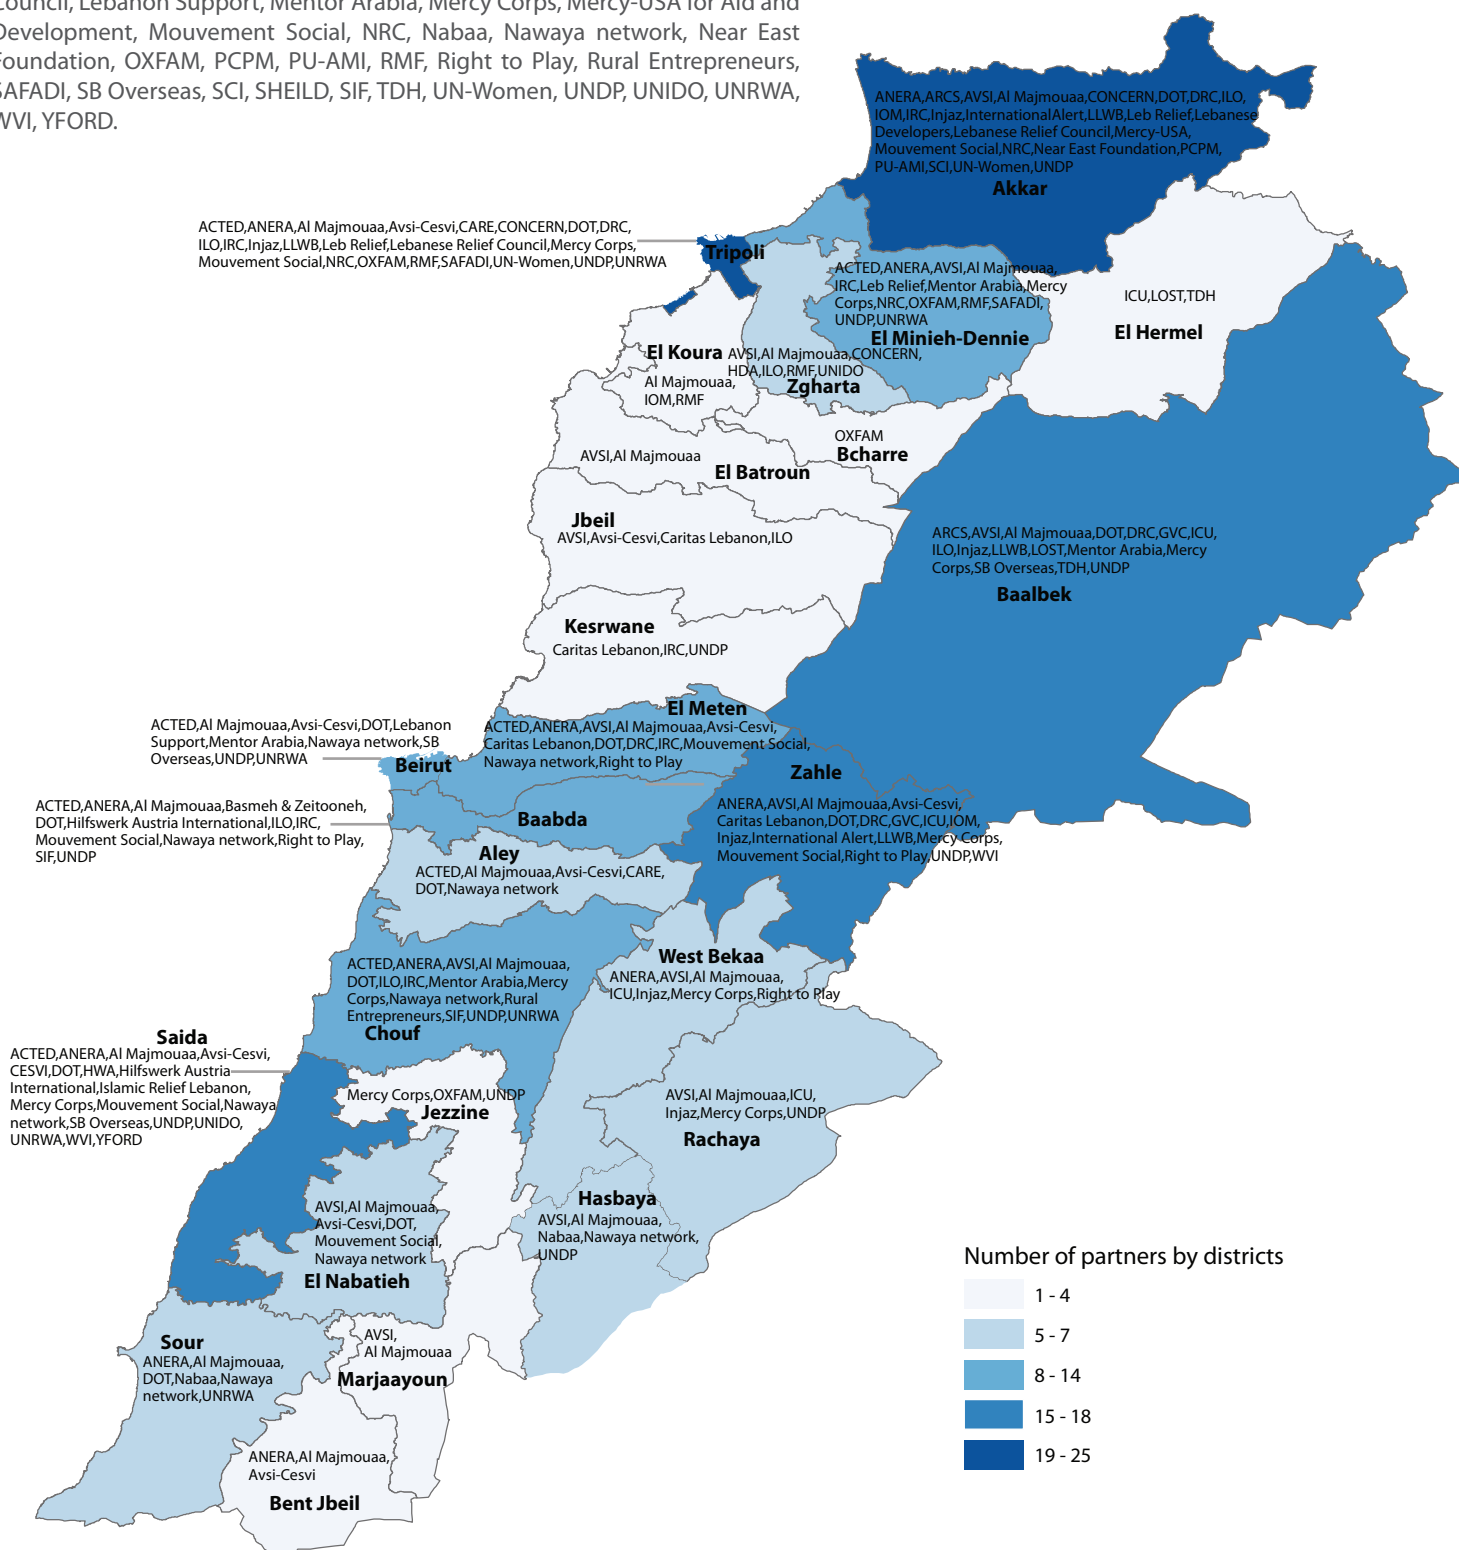 Council, Lebanon Support, Mentor Arabia, Mercy Corps, Mercy-USA for Aid and
Development, Mouvement Social, NRC, Nabaa, Nawaya network, Near East
Foundation, OXFAM, PCPM, PU-AMI, RMF, Right to Play, Rural Entrepreneurs,
SAFADI, SB Overseas, SCI, SHEILD, SIF, TDH, UN-Women, UNDP, UNIDO, UNRWA,
WVI, YFORD.
ANERA,ARCS,AVSI,Al Majmouaa,CONCERN,DOT,DRC,ILO,
IOM,IRC,Injaz,InternationalAlert,LLWB,Leb Relief,Lebanese
Developers,Lebanese Relief Council,Mercy-USA,
Mouvement Social,NRC,Near East Foundation,PCPM,
PU-AMI,SCI,UN-Women,UNDP
Akkar
ACTED,ANERA,Al Majmouaa,Avsi-Cesvi,CARE,CONCERN,DOT,DRC,
ILO,IRC,Injaz,LLWB,Leb Relief,Lebanese Relief Council,Mercy Corps,
Mouvement Social,NRC,OXFAM,RMF,SAFADI,UN-Women,UNDP,UNRWA
Tripoli
ACTED,ANERA,AVSI,Al Majmouaa,
IRC,Leb Relief,Mentor Arabia,Mercy
Corps,NRC,OXFAM,RMF,SAFADI,
UNDP,UNRWA
El Minieh-Dennie
ICU,LOST,TDH
El Hermel
El Koura
Al Majmouaa,
IOM,RMF
AVSI,Al Majmouaa,CONCERN,
HDA,ILO,RMF,UNIDO
Zgharta
OXFAM
Bcharre
AVSI,Al Majmouaa
El Batroun
Jbeil
AVSI,Avsi-Cesvi,Caritas Lebanon,ILO
ARCS,AVSI,Al Majmouaa,DOT,DRC,GVC,ICU,
ILO,Injaz,LLWB,LOST,Mentor Arabia,Mercy
Corps,SB Overseas,TDH,UNDP
Baalbek
Kesrwane
Caritas Lebanon,IRC,UNDP
El Meten
ACTED,ANERA,AVSI,Al Majmouaa,Avsi-Cesvi,
Caritas Lebanon,DOT,DRC,IRC,Mouvement Social,
Nawaya network,Right to Play
ACTED,Al Majmouaa,Avsi-Cesvi,DOT,Lebanon
Support,Mentor Arabia,Nawaya network,SB
Overseas,UNDP,UNRWA
Beirut
Zahle
ANERA,AVSI,Al Majmouaa,Avsi-Cesvi,
Caritas Lebanon,DOT,DRC,GVC,ICU,IOM,
Injaz,International Alert,LLWB,Mercy Corps,
Mouvement Social,Right to Play,UNDP,WVI
ACTED,ANERA,Al Majmouaa,Basmeh & Zeitooneh,
DOT,Hilfswerk Austria International,ILO,IRC,
Mouvement Social,Nawaya network,Right to Play,
SIF,UNDP
Baabda
Aley
ACTED,Al Majmouaa,Avsi-Cesvi,CARE,
DOT,Nawaya network
West Bekaa
ANERA,AVSI,Al Majmouaa,
ICU,Injaz,Mercy Corps,Right to Play
ACTED,ANERA,AVSI,Al Majmouaa,
DOT,ILO,IRC,Mentor Arabia,Mercy
Corps,Nawaya network,Rural
Entrepreneurs,SIF,UNDP,UNRWA
Chouf
Saida
ACTED,ANERA,Al Majmouaa,Avsi-Cesvi,
CESVI,DOT,HWA,Hilfswerk Austria
International,Islamic Relief Lebanon,
Mercy Corps,Mouvement Social,Nawaya
network,SB Overseas,UNDP,UNIDO,
UNRWA,WVI,YFORD
Mercy Corps,OXFAM,UNDP
Jezzine
AVSI,Al Majmouaa,ICU,
Injaz,Mercy Corps,UNDP
Rachaya
Hasbaya
AVSI,Al Majmouaa,
Nabaa,Nawaya network,
UNDP
AVSI,Al Majmouaa,
Avsi-Cesvi,DOT,
Mouvement Social,
Nawaya network
El Nabatieh
Sour
ANERA,Al Majmouaa,
DOT,Nabaa,Nawaya
network,UNRWA
AVSI,
Al Majmouaa
Marjaayoun
ANERA,Al Majmouaa,
Avsi-Cesvi
Bent Jbeil
Number of partners by districts
1 - 4
5 - 7
8 - 14
15 - 18
19 - 25